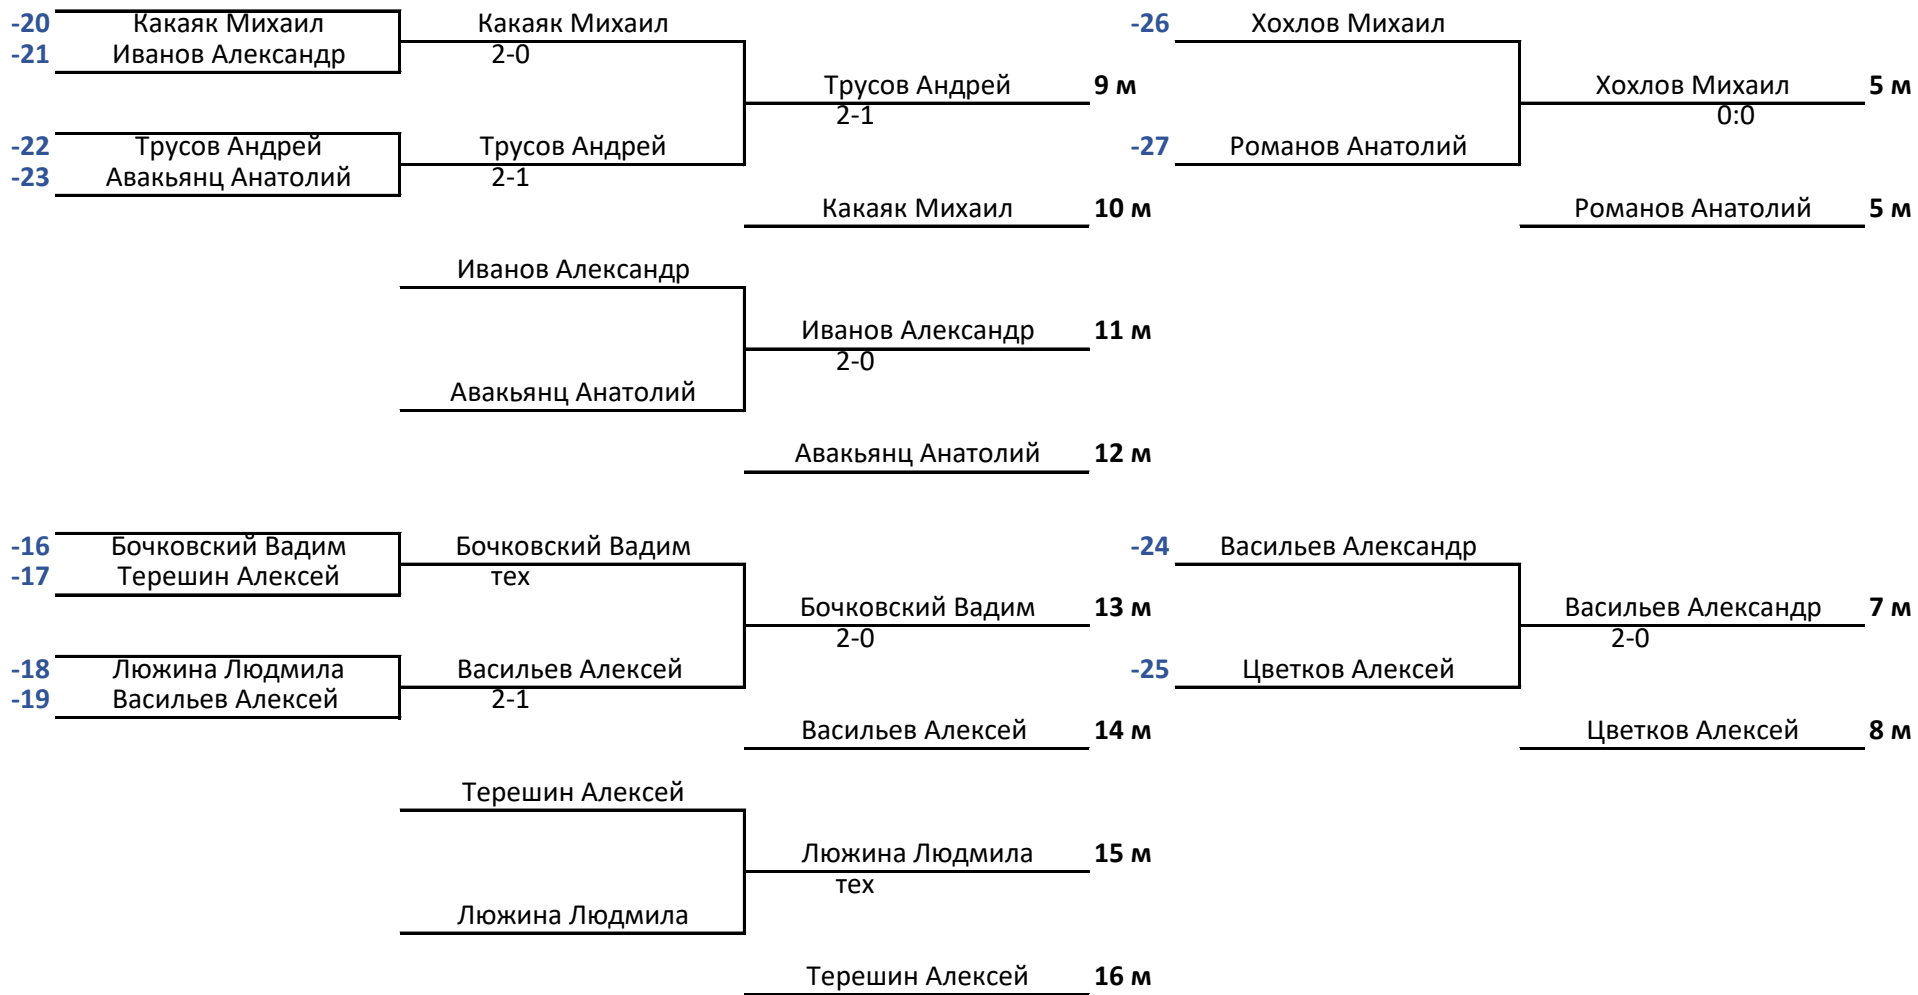 -20 Какаяк Михаил Какаяк Михаил -26 Хохлов Михаил
-21 Иванов Александр 2-0
Трусов Андрей 9 м Хохлов Михаил 5 м
2-1 0:0
-22 Трусов Андрей Трусов Андрей -27 Романов Анатолий
-23 Авакьянц Анатолий 2-1
Какаяк Михаил 10 м Романов Анатолий 5 м
Иванов Александр
Иванов Александр 11 м
2-0
Авакьянц Анатолий
Авакьянц Анатолий 12 м
-16 Бочковский Вадим Бочковский Вадим -24 Васильев Александр
-17 Терешин Алексей тех
Бочковский Вадим 13 м Васильев Александр 7 м
2-0 2-0
-18 Люжина Людмила Васильев Алексей -25 Цветков Алексей
-19 Васильев Алексей 2-1
Васильев Алексей 14 м Цветков Алексей 8 м
Терешин Алексей
Люжина Людмила 15 м
тех
Люжина Людмила
Терешин Алексей 16 м